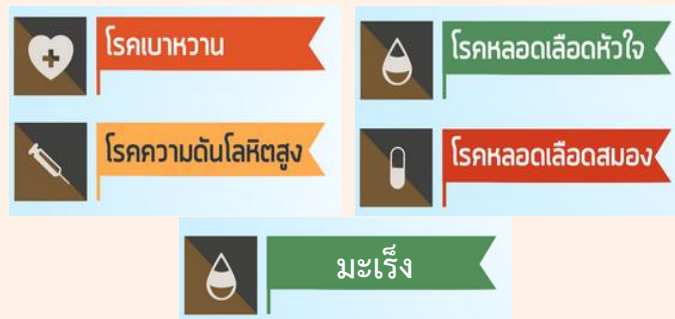 โรคเบาหวาน
โรคหลอดเลือดหัวใจ
โรคความดันโลหิตสูง
โรคหลอดเลือดสมอง
มะเร็ง